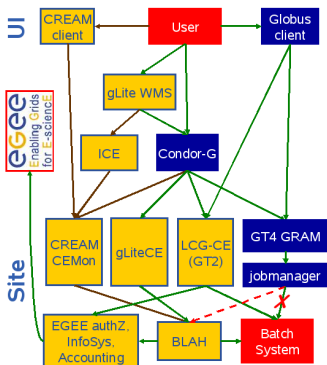 UI
CREAM
client
User
Globus
client
gLite WMS
eGee
Enabling Grids
for E-sciencE
ICE
Condor-G
CREAM
CEMon
gLiteCE
LCG-CE
(GT2)
GT4 GRAM
jobmanager
Site
EGEE authZ,
InfoSys,
Accounting
BLAH
Batch
System